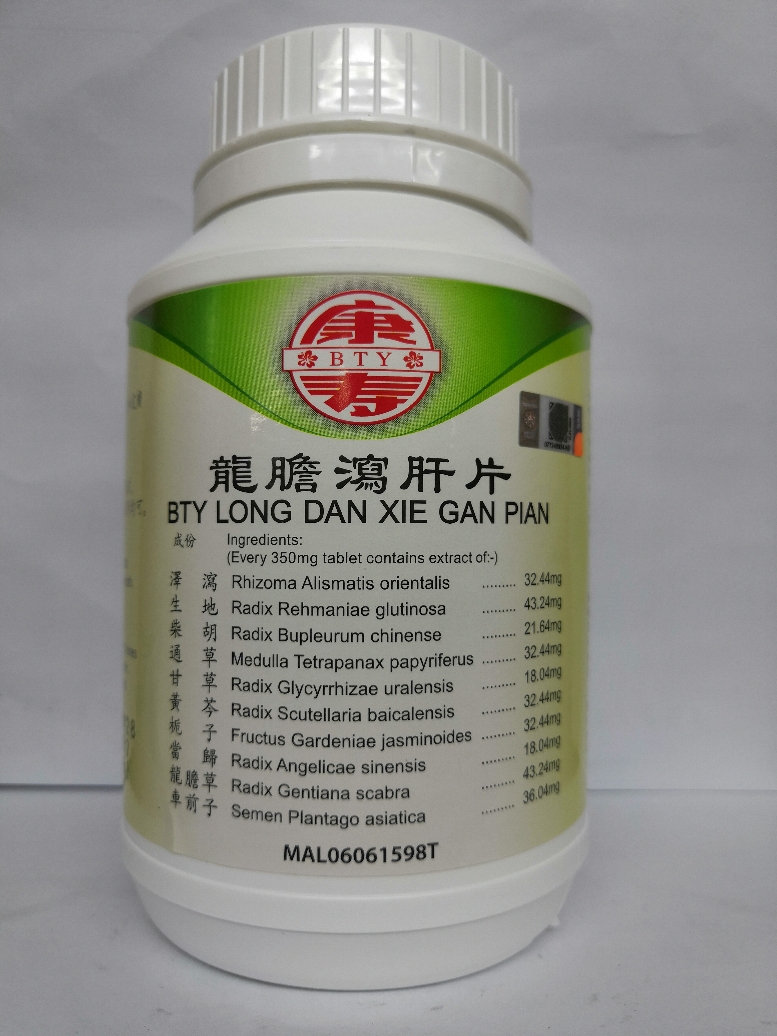 康
BTY
寿
龍膽瀉肝片
BTY LONG DAN XIE GAN PIAN
成份 Ingredients:
(Every 350mg tablet contains extract of:-)
澤瀉 Rhizoma Alismatis orientalis ......... 32.44mg
生地 Radix Rehmaniae glutinosa ......... 43.24mg
柴胡 Radix Bupleurum chinense ......... 21.64mg
通草 Medulla Tetrapanax papyriferus ......... 32.44mg
甘草 Radix Glycyrrhizae uralensis ......... 18.04mg
黃芩 Radix Scutellaria baicalensis ......... 32.44mg
梔子 Fructus Gardeniae jasminoides ......... 32.44mg
當歸 Radix Angelicae sinensis ......... 18.04mg
龍膽草 Radix Gentiana scabra ......... 43.24mg
車前子 Semen Plantago asiatica ......... 36.04mg
MAL06061598T